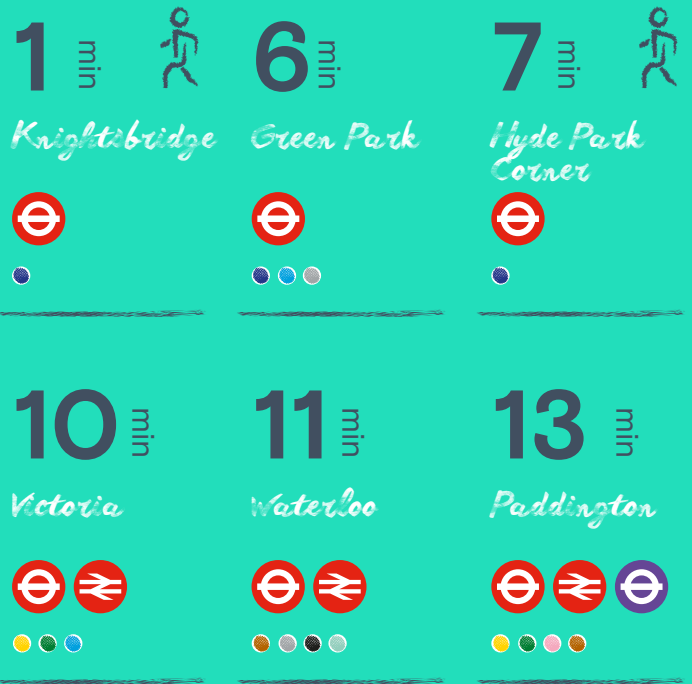 1 min
Knightsbridge
6 min
Green Park
7 min
Hyde Park
Corner
10 min
Victoria
11 min
Waterloo
13 min
Paddington